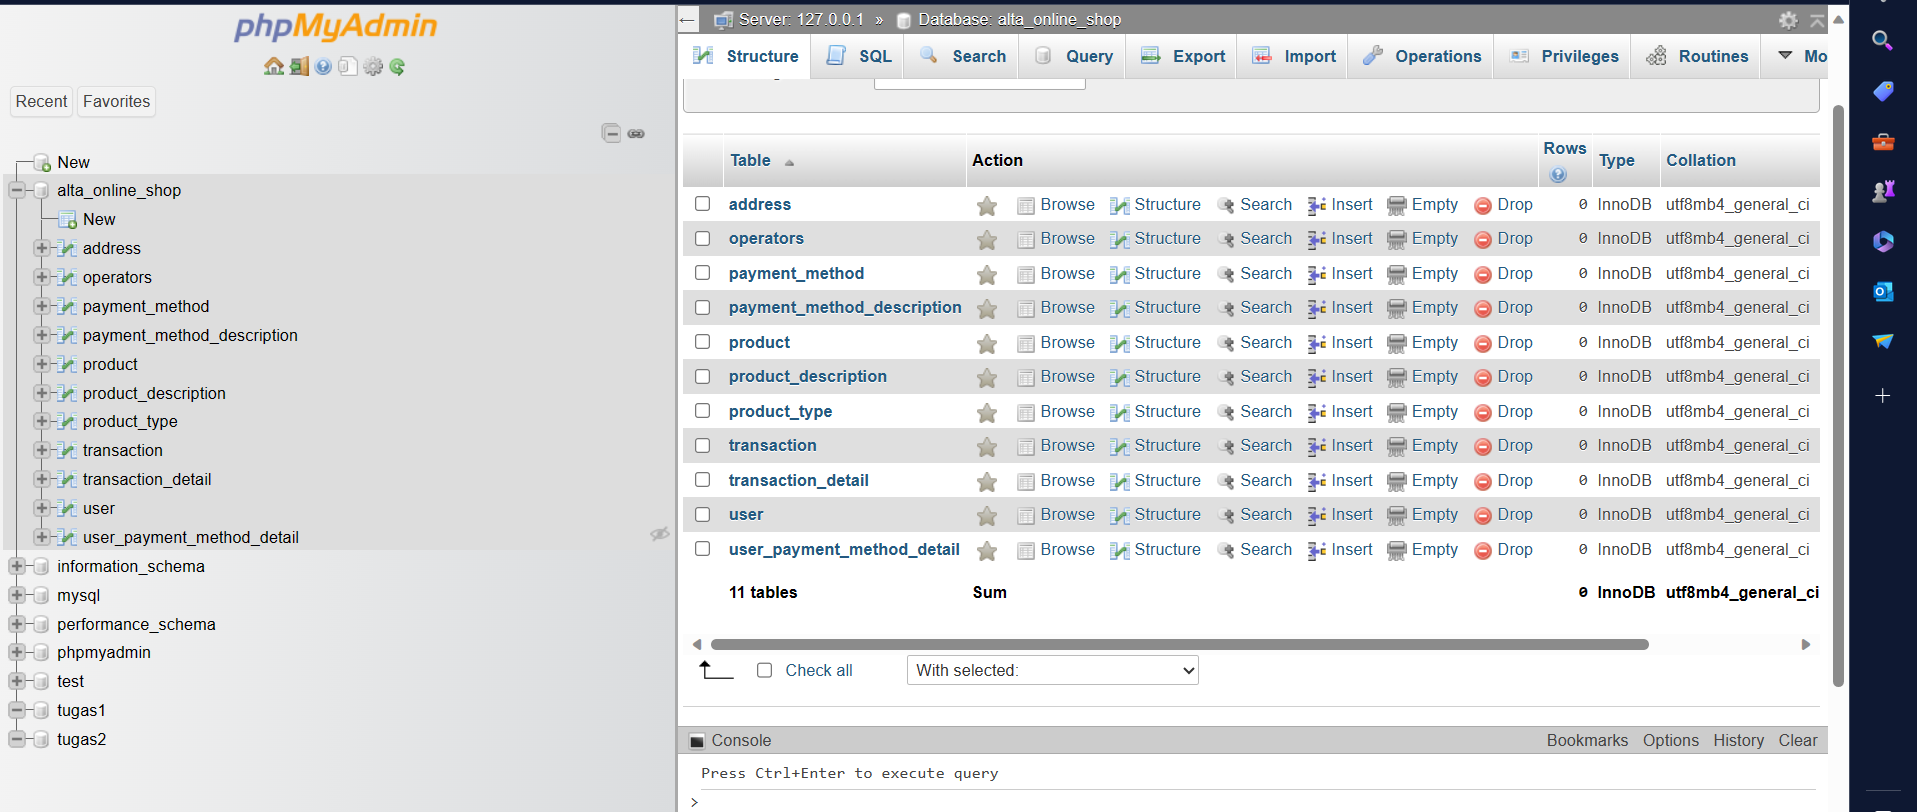 phpMyAdmin
Recent
Favorites
New
alta_online_shop
New
address
operators
payment_method
payment_method_description
product
product_description
product_type
transaction
transaction_detail
user
user_payment_method_detail
information_schema
mysql
performance_schema
phpmyadmin
test
tugas1
tugas2
← Server: 127.0.0.1 » Database: alta_online_shop
Structure SQL Search Query Export Import Operations Privileges Routines Mo
Table Action Rows Type Collation
address Browse Structure Search Insert Empty Drop 0 InnoDB utf8mb4_general_ci
operators Browse Structure Search Insert Empty Drop 0 InnoDB utf8mb4_general_ci
payment_method Browse Structure Search Insert Empty Drop 0 InnoDB utf8mb4_general_ci
payment_method_description Browse Structure Search Insert Empty Drop 0 InnoDB utf8mb4_general_ci
product Browse Structure Search Insert Empty Drop 0 InnoDB utf8mb4_general_ci
product_description Browse Structure Search Insert Empty Drop 0 InnoDB utf8mb4_general_ci
product_type Browse Structure Search Insert Empty Drop 0 InnoDB utf8mb4_general_ci
transaction Browse Structure Search Insert Empty Drop 0 InnoDB utf8mb4_general_ci
transaction_detail Browse Structure Search Insert Empty Drop 0 InnoDB utf8mb4_general_ci
user Browse Structure Search Insert Empty Drop 0 InnoDB utf8mb4_general_ci
user_payment_method_detail Browse Structure Search Insert Empty Drop 0 InnoDB utf8mb4_general_ci
11 tables Sum 0 InnoDB utf8mb4_general_ci
Check all With selected:
Console Bookmarks Options History Clear
Press Ctrl+Enter to execute query
>